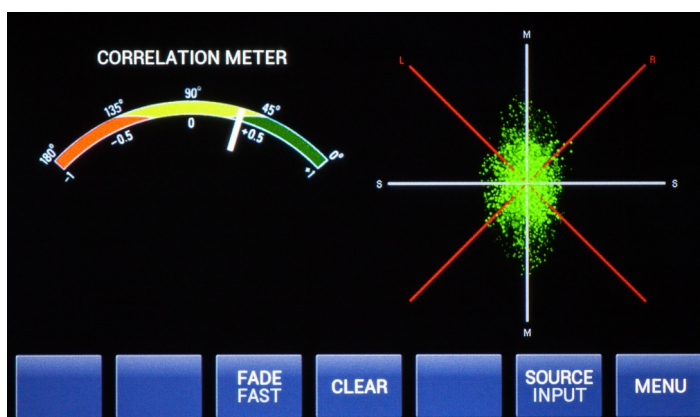 CORRELATION METER
180°
135°
90°
45°
0°
-1
-0.5
0
+0.5
+1
M
L
R
S
S
M
FADE
FAST
CLEAR
SOURCE
INPUT
MENU